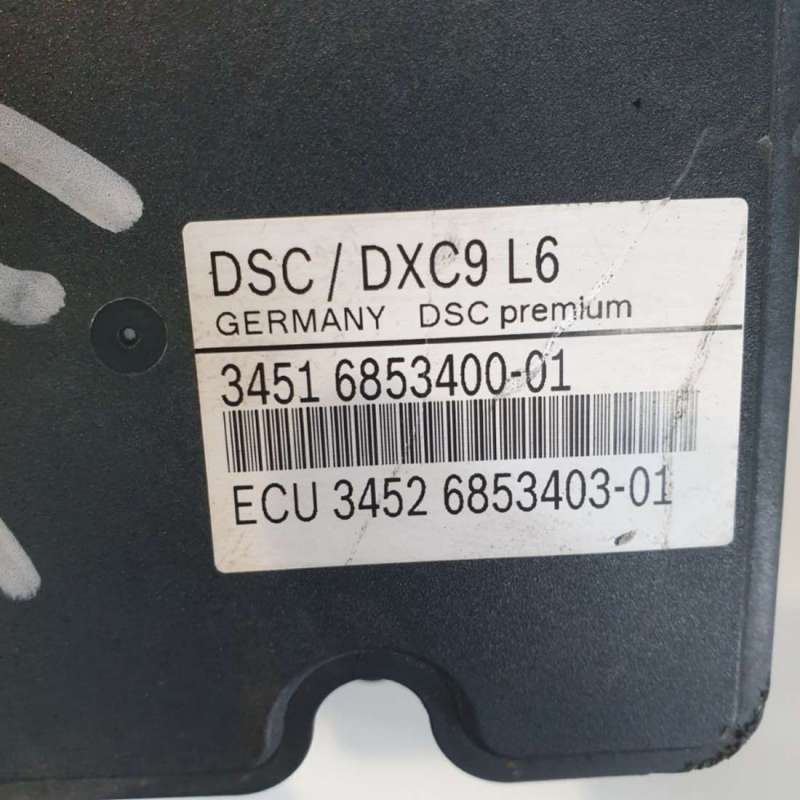 DSC / DXC9 L6
GERMANY DSC premium
3451 6853400-01
ECU 3452 6853403-01